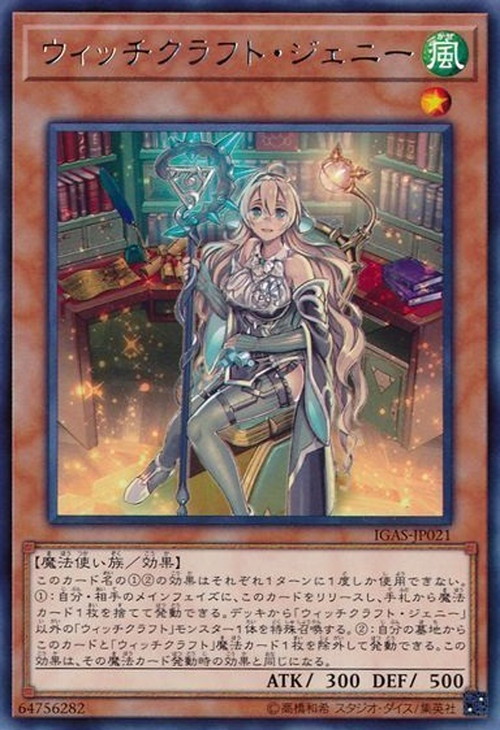 ウィッチクラフト・ジェニー
風
IGAS-JP021
【魔法使い族／効果】
このカード名の①②の効果はそれぞれ１ターンに１度しか使用できない。
①：自分・相手のメインフェイズに、このカードをリリースし、手札から魔法
カード１枚を捨てて発動できる。デッキから「ウィッチクラフト・ジェニー」
以外の「ウィッチクラフト」モンスター１体を特殊召喚する。②：自分の墓地から
このカードと「ウィッチクラフト」魔法カード１枚を除外して発動できる。この
効果は、その魔法カード発動時の効果と同じになる。
ATK/ 300 DEF/ 500
64756282
©高橋和希 スタジオ・ダイス/集英社